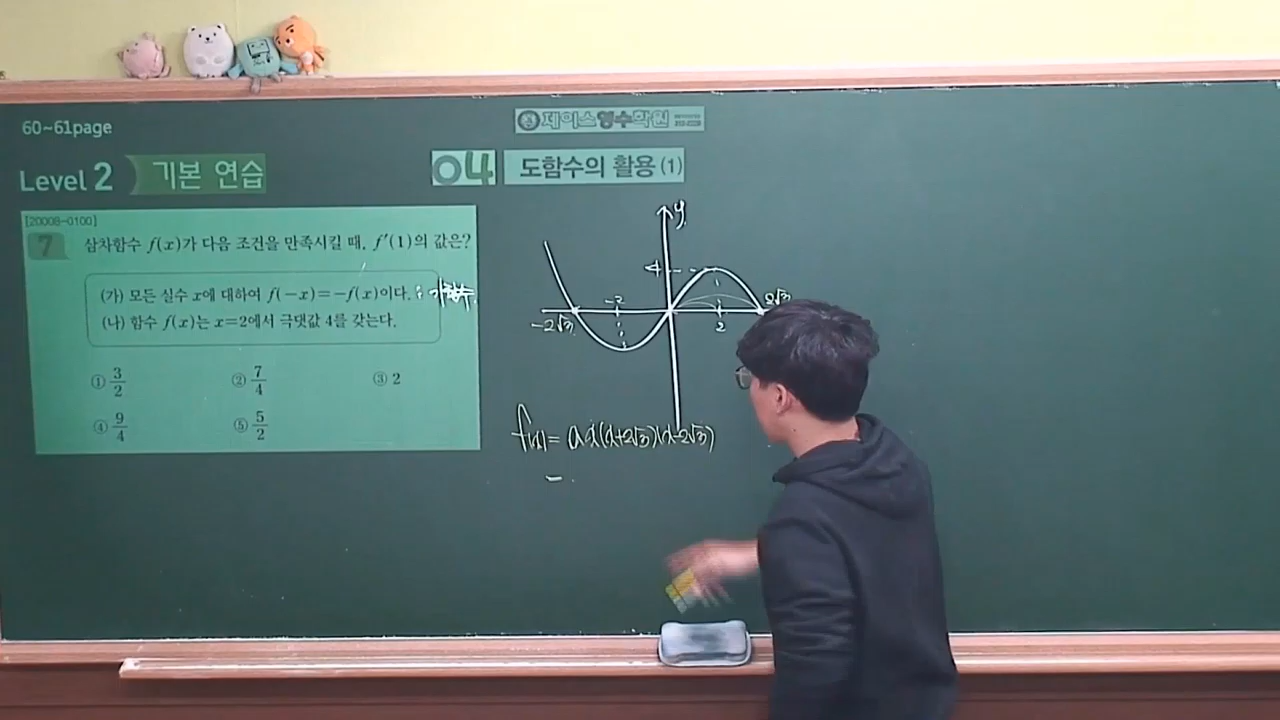 60~61page
제이스영수학원
Level 2 기본 연습
04 도함수의 활용 (1)
[20008-0100]
7 삼차함수 f(x)가 다음 조건을 만족시킬 때, f′(1)의 값은?
(가) 모든 실수 x에 대하여 f(-x)=-f(x)이다. : 기함수.
(나) 함수 f(x)는 x=2에서 극댓값 4를 갖는다.
① 3/2 ② 7/4 ③ 2
④ 9/4 ⑤ 5/2
y
4
-2 2√3
-2√3 2
f(x)= a x(x+2√3)(x-2√3)
=